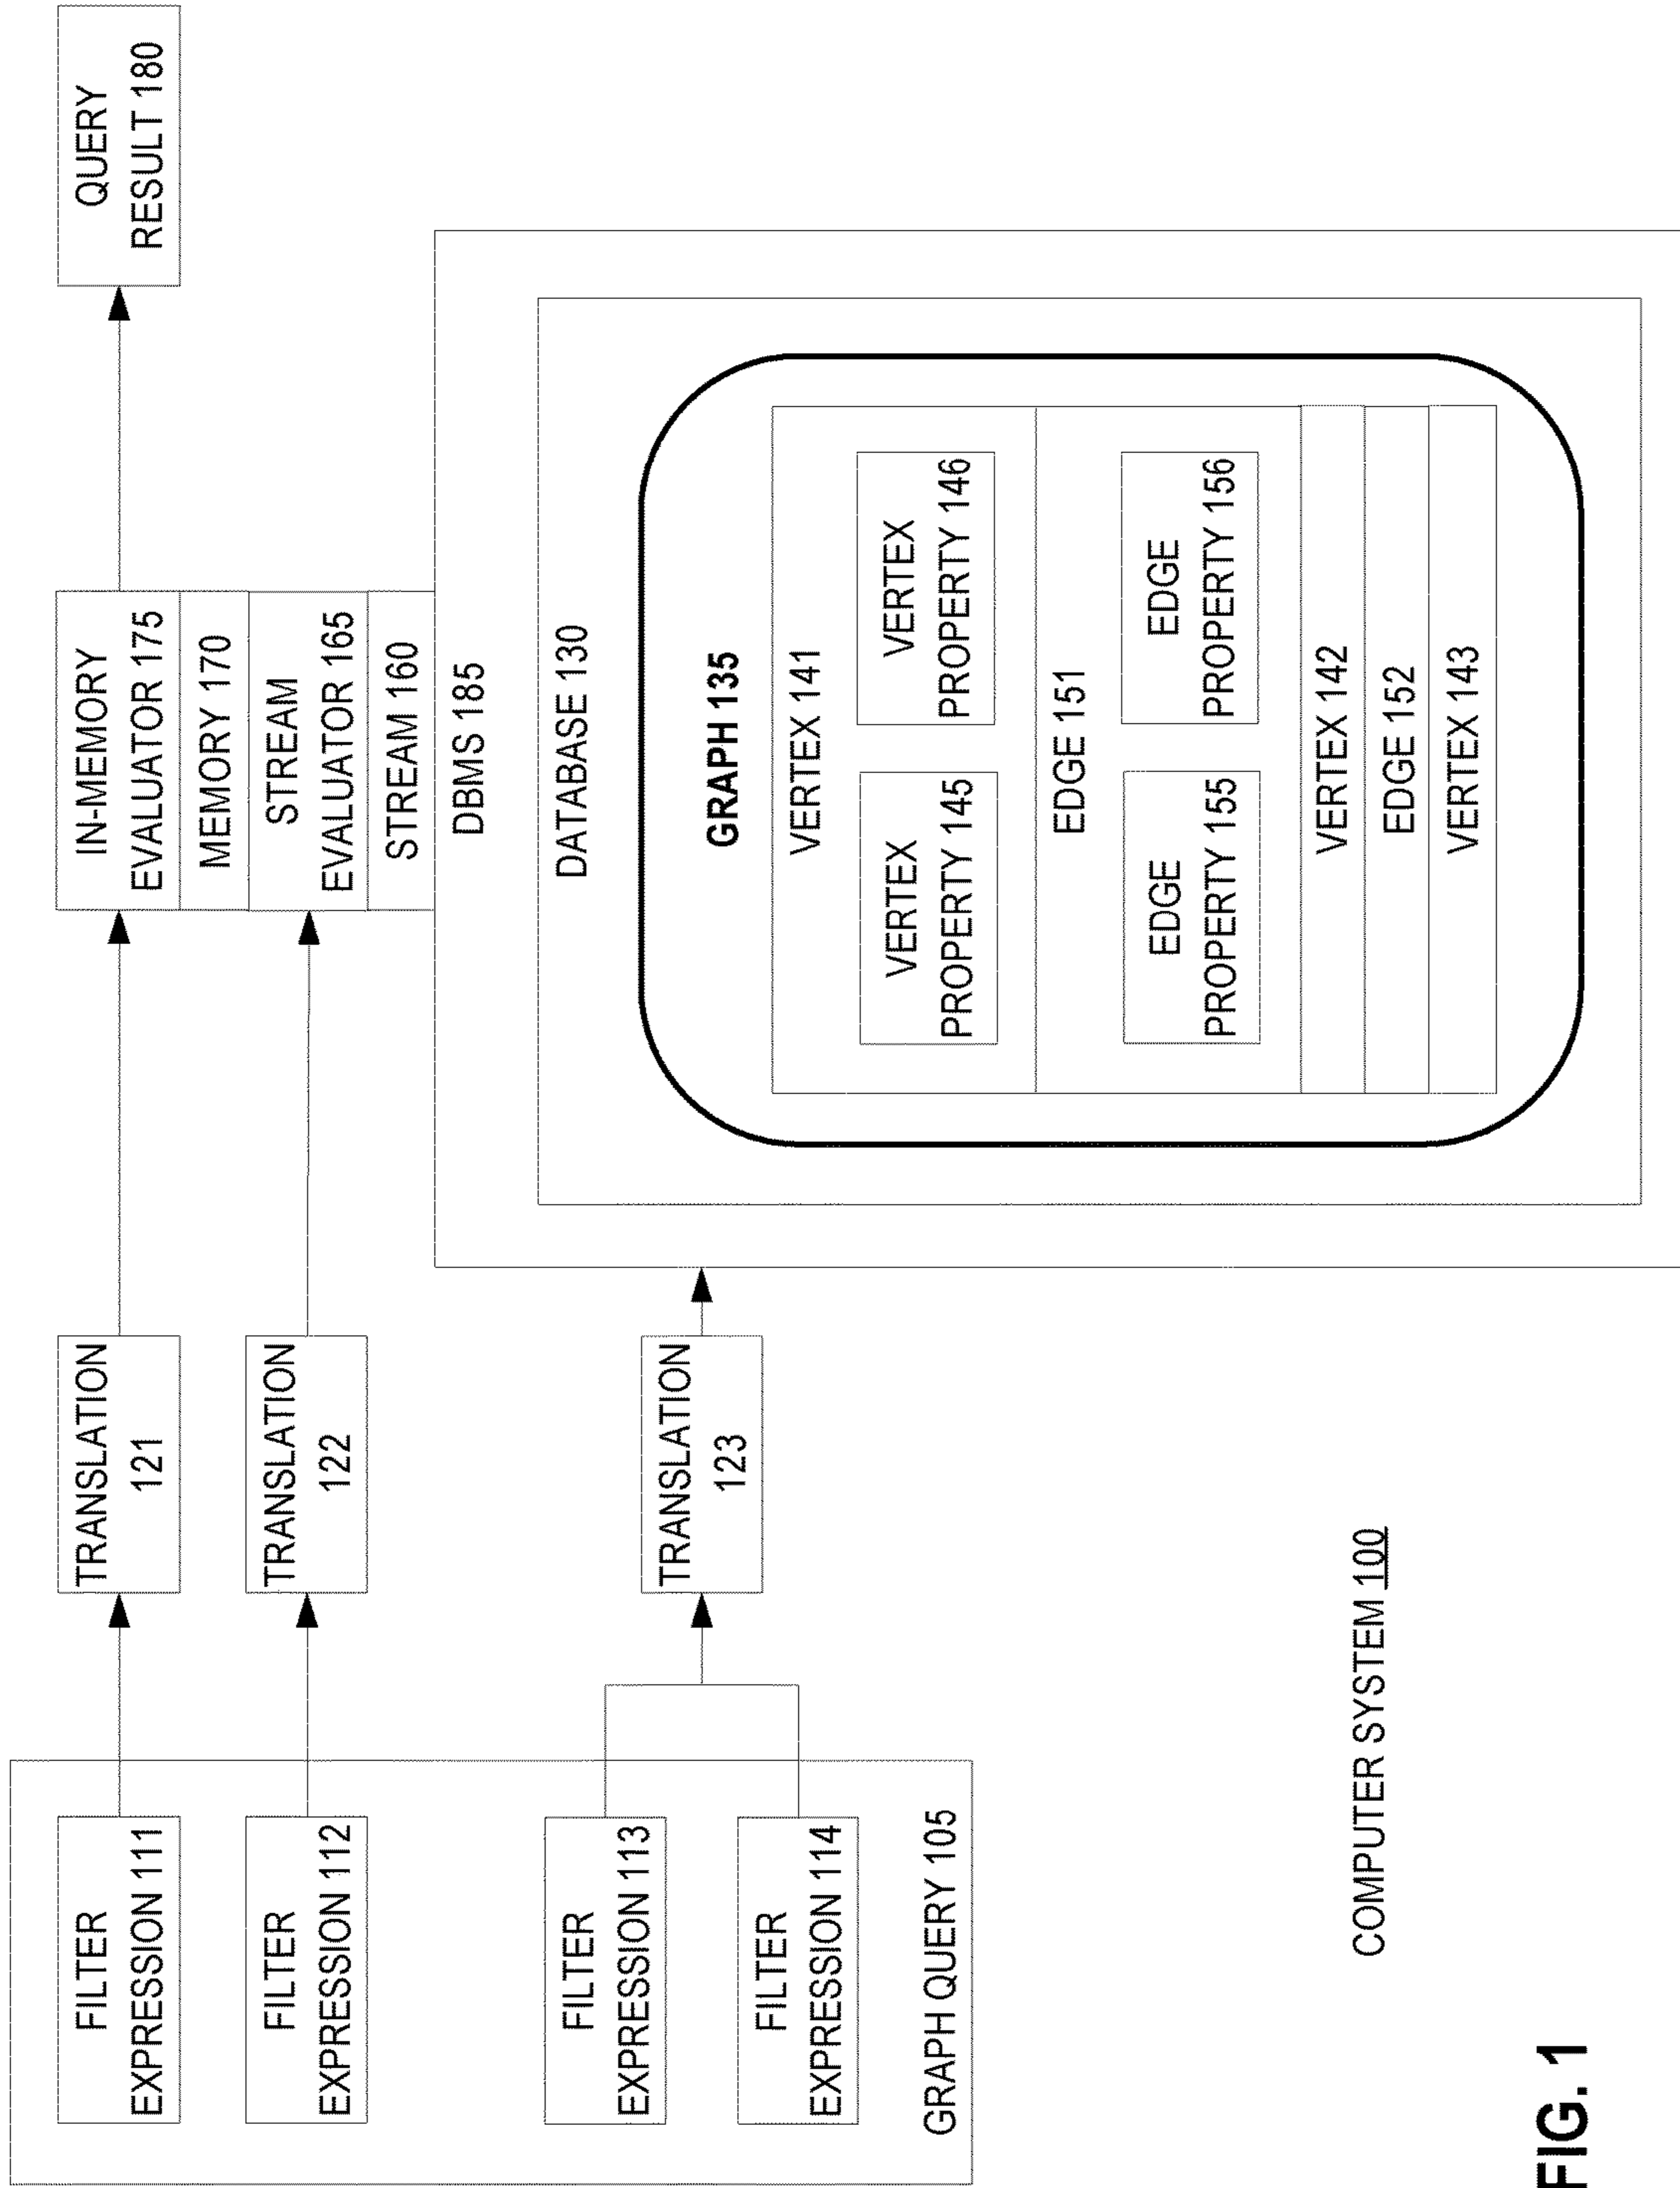 FILTER
EXPRESSION 111
FILTER
EXPRESSION 112
FILTER
EXPRESSION 113
FILTER
EXPRESSION 114
GRAPH QUERY 105
TRANSLATION
121
TRANSLATION
122
TRANSLATION
123
IN-MEMORY
EVALUATOR 175
MEMORY 170
STREAM
EVALUATOR 165
STREAM 160
DBMS 185
DATABASE 130
GRAPH 135
VERTEX 141
VERTEX
PROPERTY 145
VERTEX
PROPERTY 146
EDGE 151
EDGE
PROPERTY 155
EDGE
PROPERTY 156
VERTEX 142
EDGE 152
VERTEX 143
QUERY
RESULT 180
COMPUTER SYSTEM 100
FIG. 1